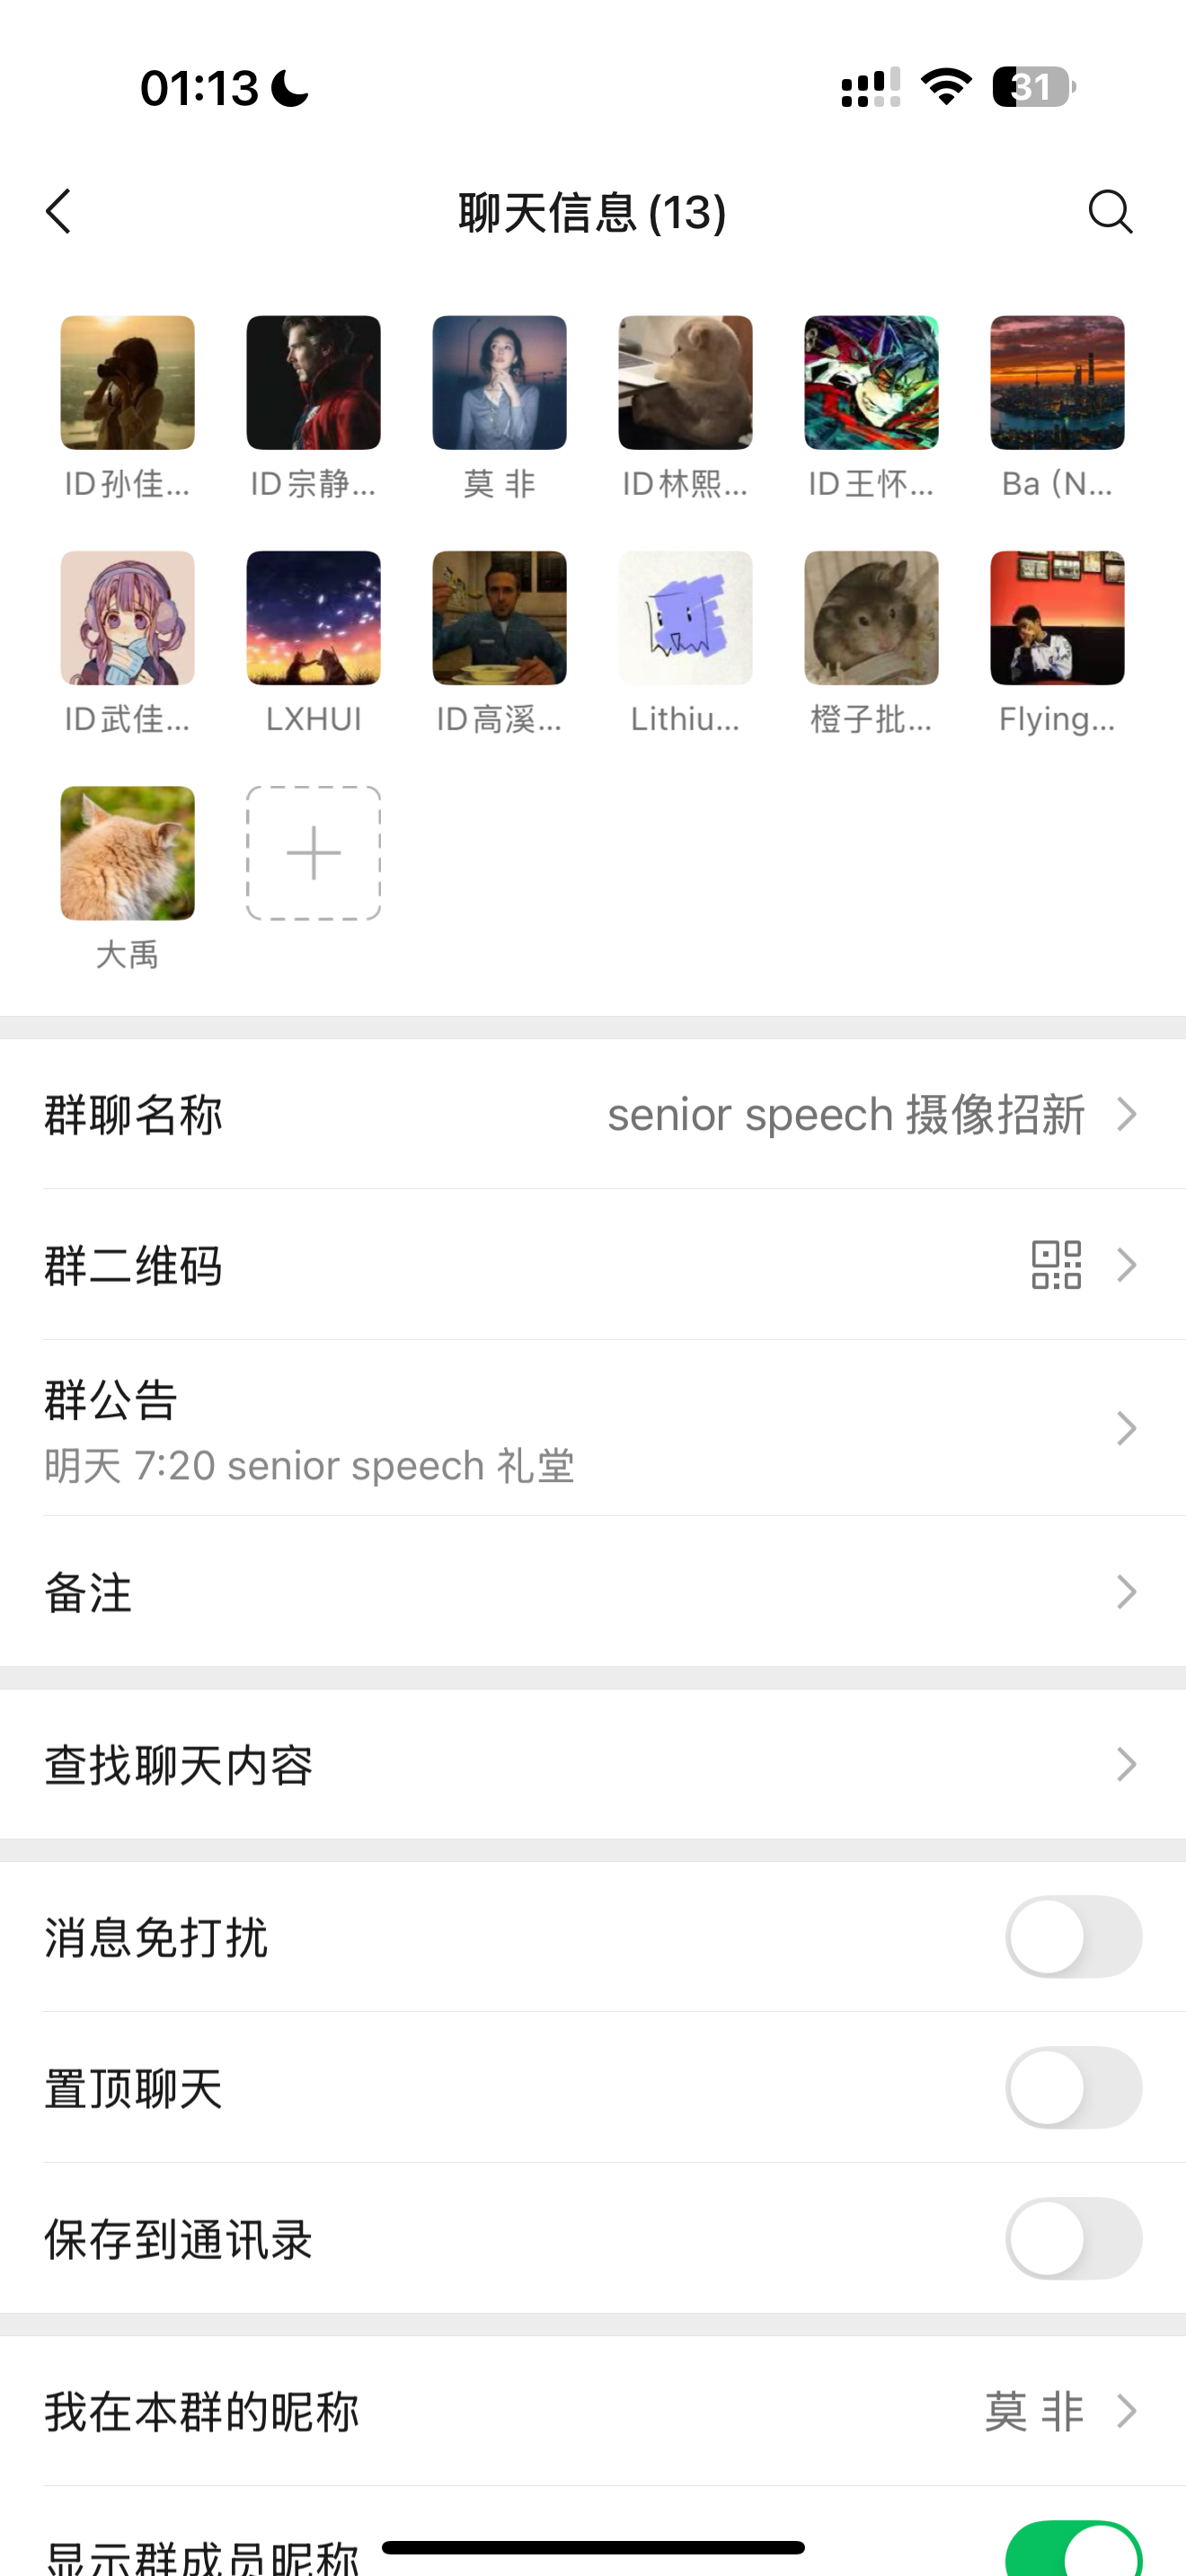 01:13
31
聊天信息(13)
ID孙佳... ID宗静... 莫 非 ID林熙... ID王怀... Ba (N...
ID武佳... LXHUI ID高溪... Lithiu... 橙子批... Flying...
大禹
群聊名称 senior speech 摄像招新
群二维码
群公告
明天 7:20 senior speech 礼堂
备注
查找聊天内容
消息免打扰
置顶聊天
保存到通讯录
我在本群的昵称 莫 非
显示群成员昵称